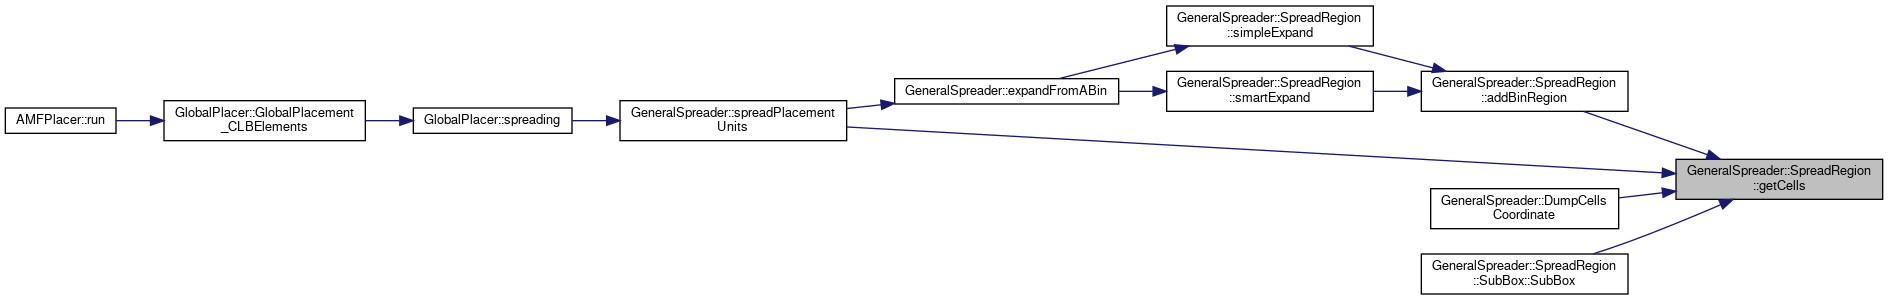 AMFPlacer::run
GlobalPlacer::GlobalPlacement
_CLBElements
GlobalPlacer::spreading
GeneralSpreader::spreadPlacement
Units
GeneralSpreader::expandFromABin
GeneralSpreader::SpreadRegion
::simpleExpand
GeneralSpreader::SpreadRegion
::smartExpand
GeneralSpreader::SpreadRegion
::addBinRegion
GeneralSpreader::SpreadRegion
::getCells
GeneralSpreader::DumpCells
Coordinate
GeneralSpreader::SpreadRegion
::SubBox::SubBox